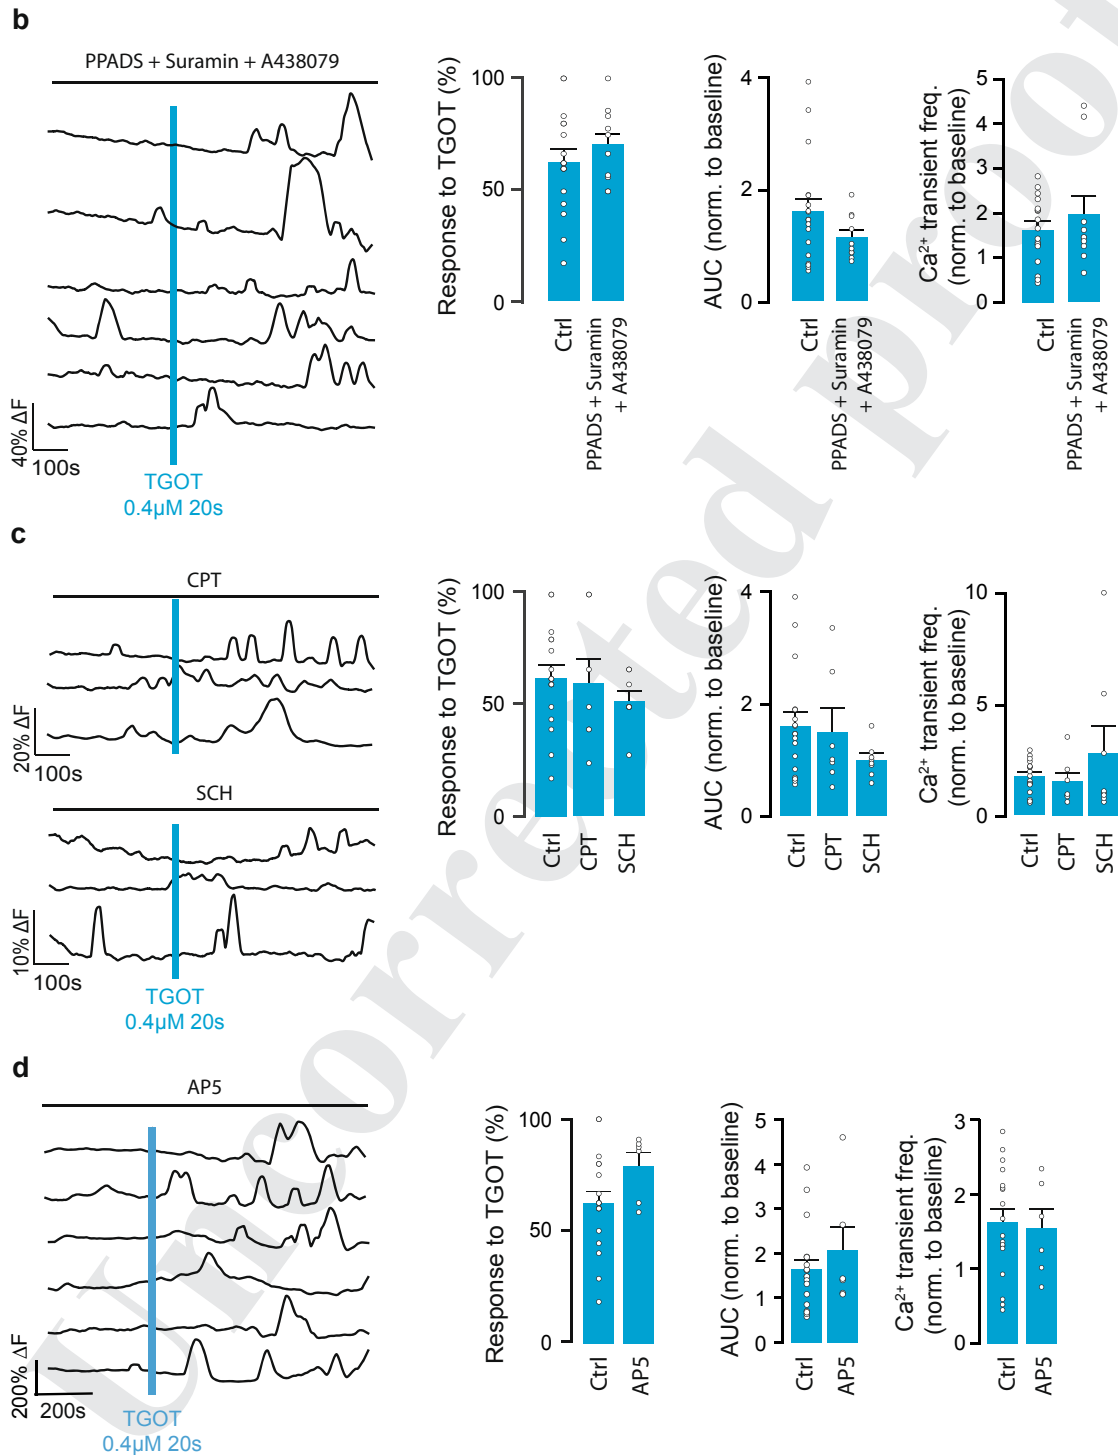 b
PPADS + Suramin + A438079
40% ΔF
100s
TGOT
0.4µM 20s
Response to TGOT (%)
100
50
0
Ctrl
PPADS + Suramin
+ A438079
AUC (norm. to baseline)
4
2
0
Ctrl
PPADS + Suramin
+ A438079
Ca²⁺ transient freq.
(norm. to baseline)
5
4
3
2
1
0
Ctrl
PPADS + Suramin
+ A438079
c
CPT
20% ΔF
100s
SCH
10% ΔF
100s
TGOT
0.4µM 20s
Response to TGOT (%)
100
50
0
Ctrl
CPT
SCH
AUC (norm. to baseline)
4
2
0
Ctrl
CPT
SCH
Ca²⁺ transient freq.
(norm. to baseline)
10
5
0
Ctrl
CPT
SCH
d
AP5
200% ΔF
200s
TGOT
0.4µM 20s
Response to TGOT (%)
100
50
0
Ctrl
AP5
AUC (norm. to baseline)
5
4
3
2
1
0
Ctrl
AP5
Ca²⁺ transient freq.
(norm. to baseline)
3
2
1
0
Ctrl
AP5
Uncorrected proo